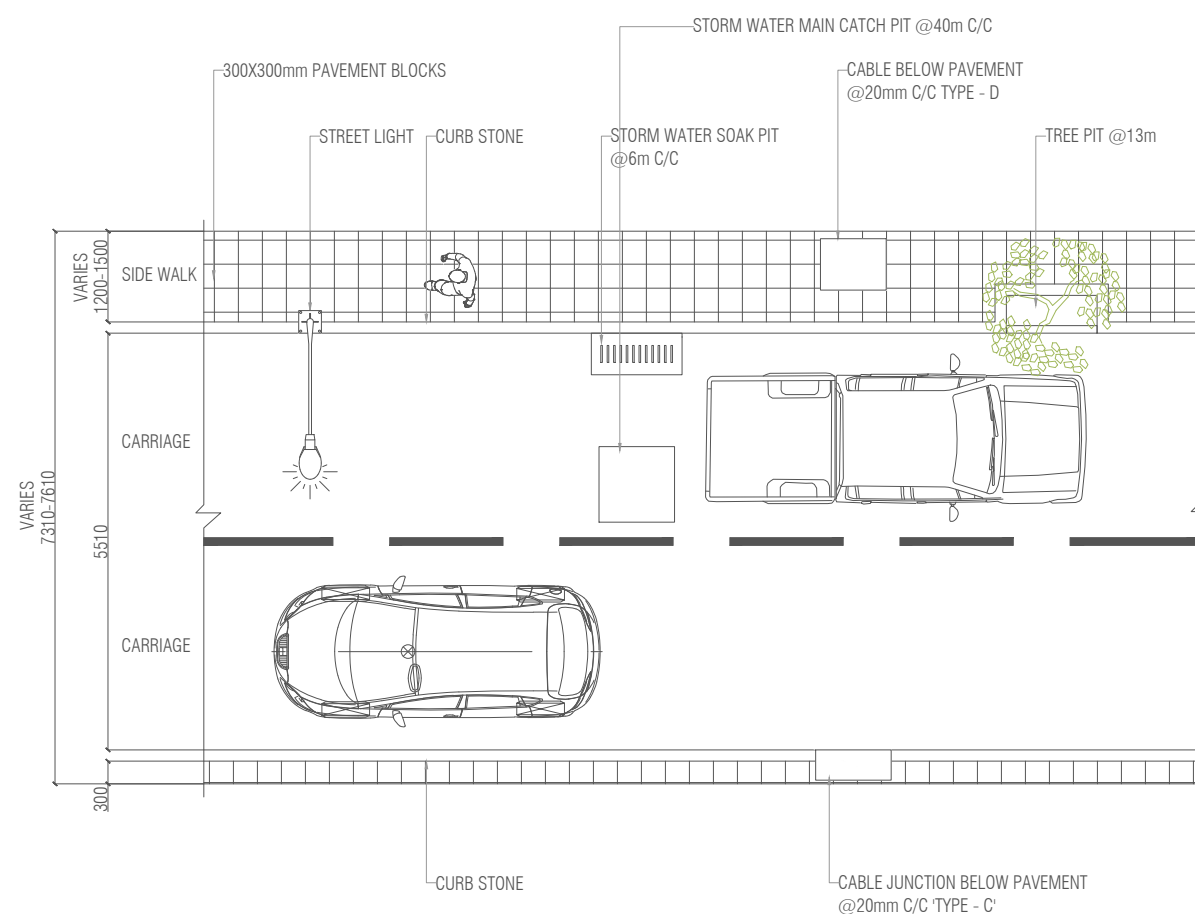 STORM WATER MAIN CATCH PIT @40m C/C
300X300mm PAVEMENT BLOCKS
CABLE BELOW PAVEMENT
@20mm C/C TYPE - D
STREET LIGHT
CURB STONE
STORM WATER SOAK PIT
@6m C/C
TREE PIT @13m
VARIES
1200-1500
SIDE WALK
CARRIAGE
VARIES
7310-7610
5510
CARRIAGE
300
CURB STONE
CABLE JUNCTION BELOW PAVEMENT
@20mm C/C 'TYPE - C'